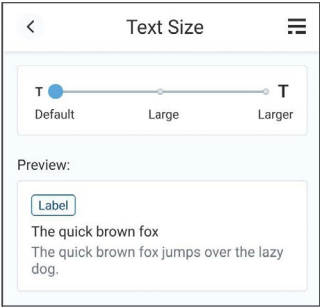 Text Size
T T
Default Large Larger
Preview:
Label
The quick brown fox
The quick brown fox jumps over the lazy
dog.